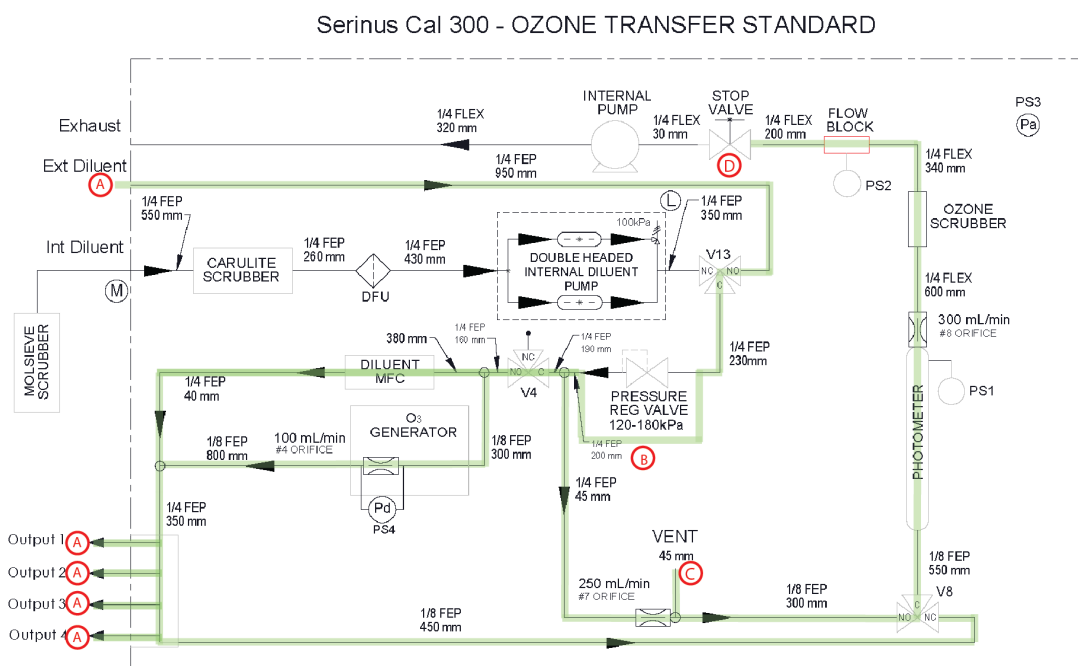 Serinus Cal 300 - OZONE TRANSFER STANDARD
Exhaust
1/4 FLEX
320 mm
INTERNAL
PUMP
1/4 FLEX
30 mm
STOP
VALVE
D
1/4 FLEX
200 mm
FLOW
BLOCK
PS2
PS3
Pa
1/4 FLEX
340 mm
Ext Diluent
A
1/4 FEP
950 mm
1/4 FEP
550 mm
Int Diluent
M
CARULITE
SCRUBBER
1/4 FEP
260 mm
DFU
1/4 FEP
430 mm
100kPa
DOUBLE HEADED
INTERNAL DILUENT
PUMP
L
1/4 FEP
350 mm
V13
NC
NO
C
OZONE
SCRUBBER
1/4 FLEX
600 mm
MOLSIEVE
SCRUBBER
300 mL/min
#8 ORIFICE
PS1
PHOTOMETER
1/4 FEP
230mm
380 mm
1/4 FEP
160 mm
NC
NO
C
V4
1/4 FEP
190 mm
DILUENT
MFC
1/4 FEP
40 mm
PRESSURE
REG VALVE
120-180kPa
1/4 FEP
200 mm
B
O3
GENERATOR
100 mL/min
#4 ORIFICE
1/8 FEP
800 mm
1/8 FEP
300 mm
Pd
PS4
1/4 FEP
45 mm
1/4 FEP
350 mm
Output 1
A
Output 2
A
Output 3
A
Output 4
A
VENT
45 mm
C
250 mL/min
#7 ORIFICE
1/8 FEP
300 mm
1/8 FEP
550 mm
V8
C
NO
NC
1/8 FEP
450 mm